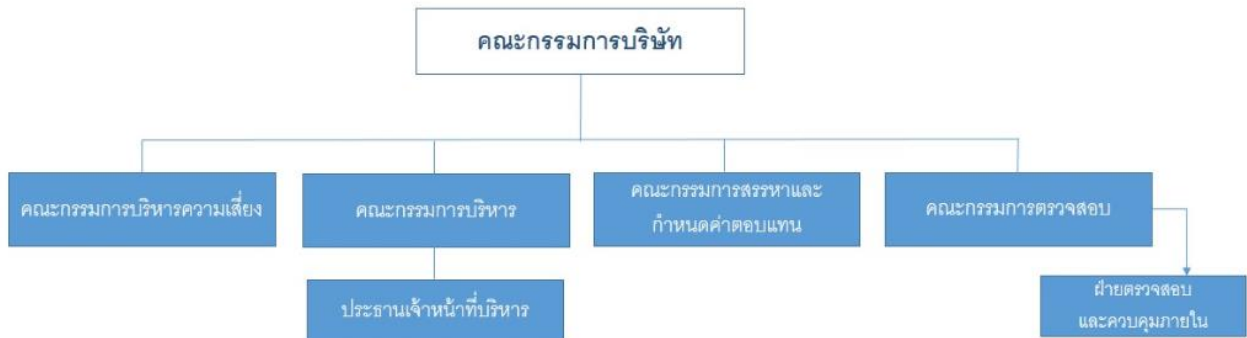 คณะกรรมการบริษัท
คณะกรรมการบริหารความเสี่ยง
คณะกรรมการบริหาร
คณะกรรมการสรรหาและ
กำหนดค่าตอบแทน
คณะกรรมการตรวจสอบ
ประธานเจ้าหน้าที่บริหาร
ฝ่ายตรวจสอบ
และควบคุมภายใน